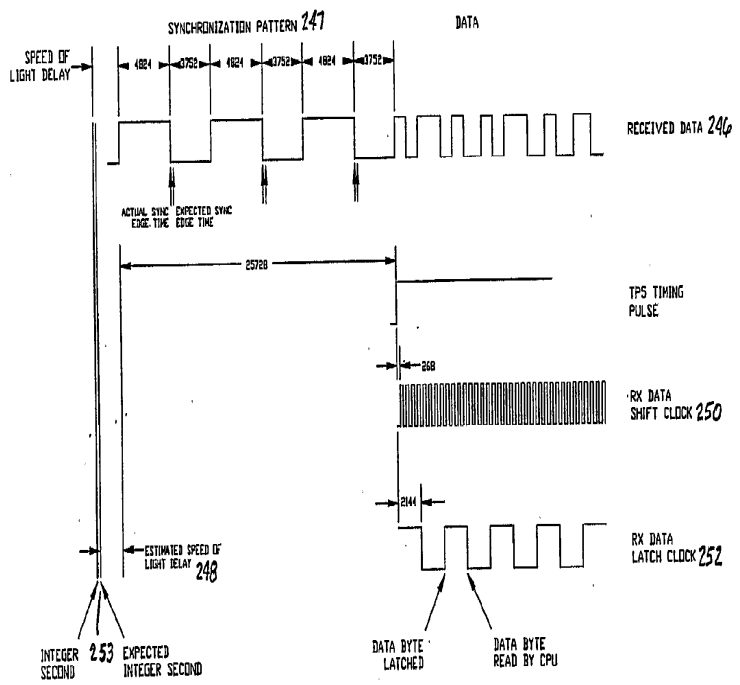 SYNCHRONIZATION PATTERN 247
DATA
SPEED OF
LIGHT DELAY
4824 3752 4824 3752 4824 3752
RECEIVED DATA 246
ACTUAL SYNC EXPECTED SYNC
EDGE TIME EDGE TIME
25728
TP5 TIMING
PULSE
268
RX DATA
SHIFT CLOCK 250
2144
RX DATA
LATCH CLOCK 252
ESTIMATED SPEED OF
LIGHT DELAY 248
INTEGER 253 EXPECTED
SECOND INTEGER SECOND
DATA BYTE
LATCHED
DATA BYTE
READ BY CPU